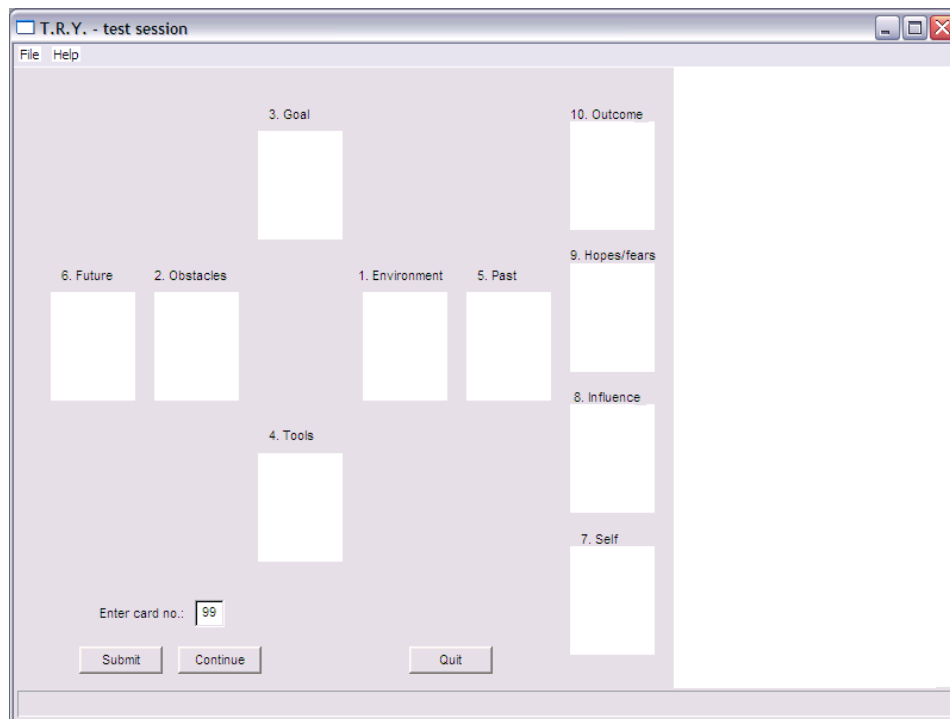 T.R.Y. - test session
File Help
3. Goal
10. Outcome
9. Hopes/fears
6. Future 2. Obstacles 1. Environment 5. Past
8. Influence
4. Tools
7. Self
Enter card no.: 99
Submit Continue Quit